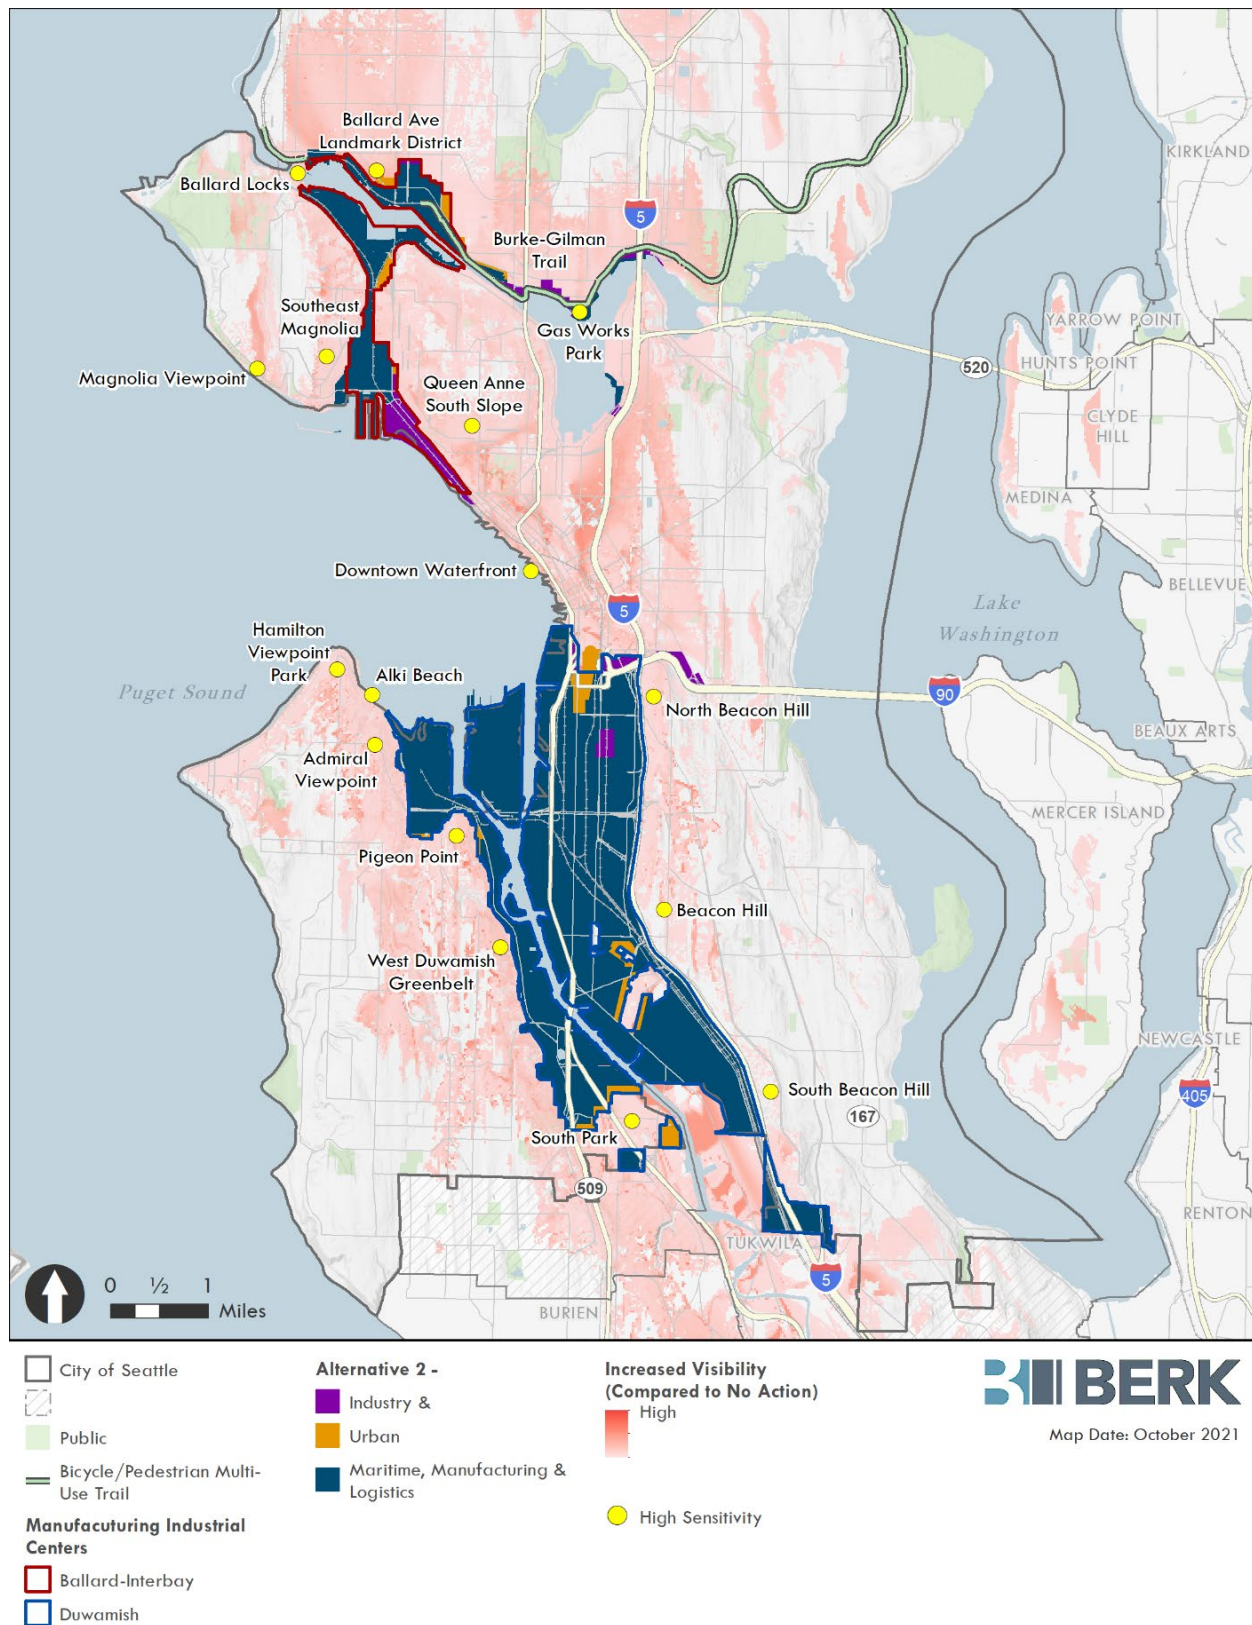 Ballard Ave
Landmark District
Ballard Locks
KIRKLAND
5
Burke-Gilman
Trail
Southeast
Magnolia
Gas Works
Park
YARROW POINT
HUNTS POINT
520
Magnolia Viewpoint
Queen Anne
South Slope
CLYDE
HILL
MEDINA
Downtown Waterfront
5
BELLEVUE
Lake
Washington
Hamilton
Viewpoint
Park
Alki Beach
Puget Sound
North Beacon Hill
90
BEAUX ARTS
Admiral
Viewpoint
MERCER ISLAND
Pigeon Point
Beacon Hill
West Duwamish
Greenbelt
NEWCASTLE
South Beacon Hill
405
167
South Park
509
RENTON
TUKWILA
5
BURIEN
0 ½ 1
Miles
City of Seattle
Public
Bicycle/Pedestrian Multi-
Use Trail
Manufacuturing Industrial
Centers
Ballard-Interbay
Duwamish
Alternative 2 -
Industry &
Urban
Maritime, Manufacturing &
Logistics
Increased Visibility
(Compared to No Action)
High
High Sensitivity
BERK
Map Date: October 2021